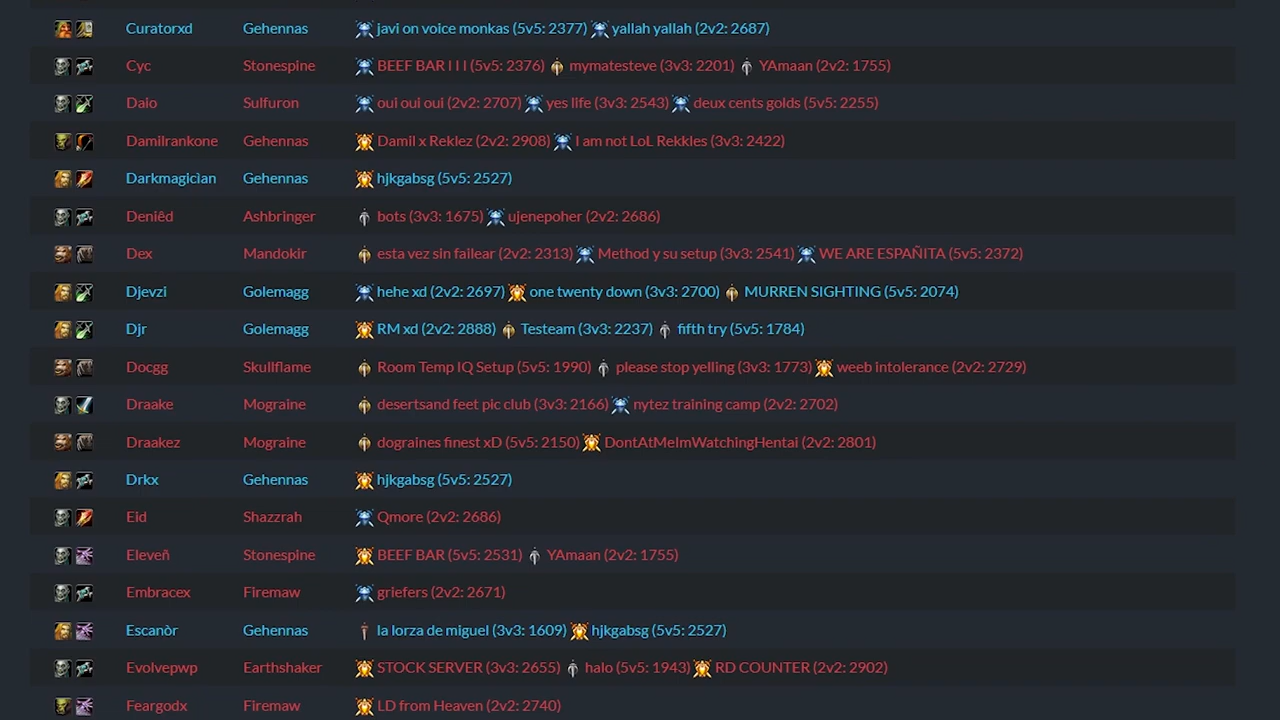 Curatorxd Gehennas javi on voice monkas (5v5: 2377) yallah yallah (2v2: 2687)
Cyc Stonespine BEEF BAR I I I (5v5: 2376) mymatesteve (3v3: 2201) YAmaan (2v2: 1755)
Daio Sulfuron oui oui oui (2v2: 2707) yes life (3v3: 2543) deux cents golds (5v5: 2255)
Damilrankone Gehennas Damil x Reklez (2v2: 2908) I am not LoL Rekkles (3v3: 2422)
Darkmagicìan Gehennas hjkgabsg (5v5: 2527)
Deniêd Ashbringer bots (3v3: 1675) ujenepoher (2v2: 2686)
Dex Mandokir esta vez sin failear (2v2: 2313) Method y su setup (3v3: 2541) WE ARE ESPAÑITA (5v5: 2372)
Djevzi Golemagg hehe xd (2v2: 2697) one twenty down (3v3: 2700) MURREN SIGHTING (5v5: 2074)
Djr Golemagg RM xd (2v2: 2888) Testeam (3v3: 2237) fifth try (5v5: 1784)
Docgg Skullflame Room Temp IQ Setup (5v5: 1990) please stop yelling (3v3: 1773) weeb intolerance (2v2: 2729)
Draake Mograine desertsand feet pic club (3v3: 2166) nytez training camp (2v2: 2702)
Draakez Mograine dograines finest xD (5v5: 2150) DontAtMeImWatchingHentai (2v2: 2801)
Drkx Gehennas hjkgabsg (5v5: 2527)
Eid Shazzrah Qmore (2v2: 2686)
Eleveñ Stonespine BEEF BAR (5v5: 2531) YAmaan (2v2: 1755)
Embracex Firemaw griefers (2v2: 2671)
Escanòr Gehennas la lorza de miguel (3v3: 1609) hjkgabsg (5v5: 2527)
Evolvepwp Earthshaker STOCK SERVER (3v3: 2655) halo (5v5: 1943) RD COUNTER (2v2: 2902)
Feargodx Firemaw LD from Heaven (2v2: 2740)